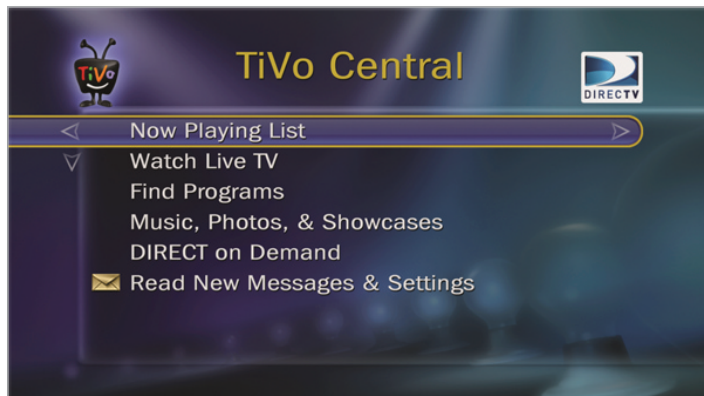 TiVo
TiVo Central
DIRECTV
Now Playing List
Watch Live TV
Find Programs
Music, Photos, & Showcases
DIRECT on Demand
Read New Messages & Settings